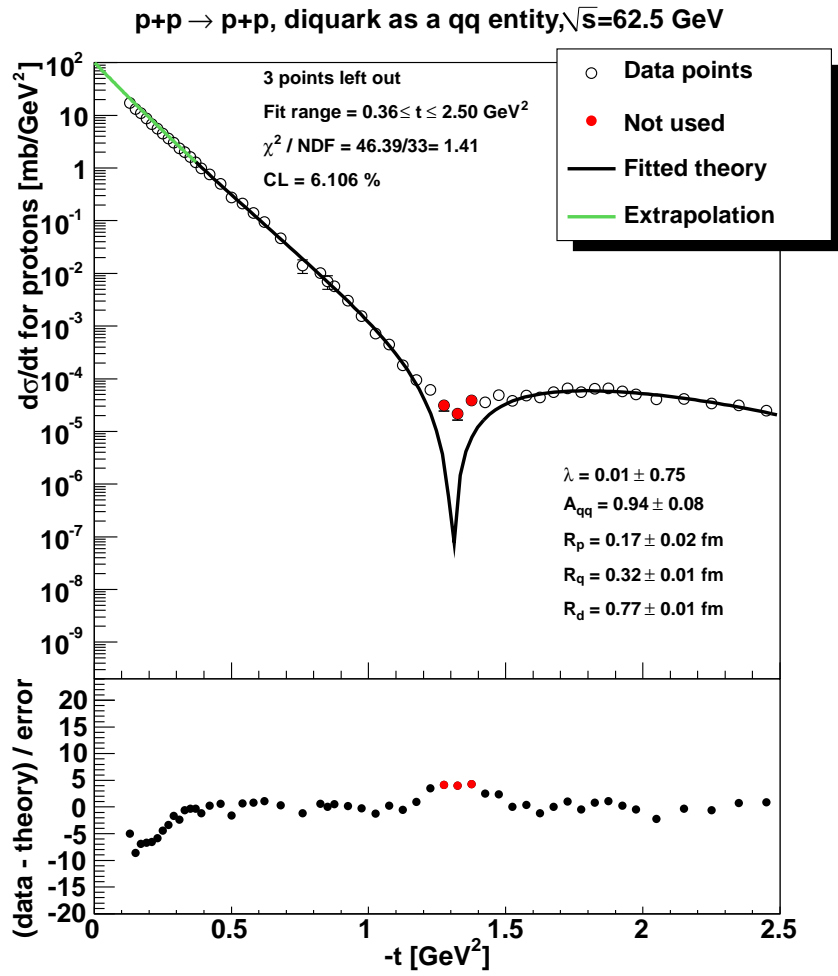 p+p → p+p, diquark as a qq entity,√s=62.5 GeV
dσ/dt for protons [mb/GeV²]
10²
10
1
10⁻¹
10⁻²
10⁻³
10⁻⁴
10⁻⁵
10⁻⁶
10⁻⁷
10⁻⁸
10⁻⁹
3 points left out
Fit range = 0.36≤ t ≤ 2.50 GeV²
χ² / NDF = 46.39/33= 1.41
CL = 6.106 %
Data points
Not used
Fitted theory
Extrapolation
λ = 0.01 ± 0.75
A_qq = 0.94 ± 0.08
R_p = 0.17 ± 0.02 fm
R_q = 0.32 ± 0.01 fm
R_d = 0.77 ± 0.01 fm
(data - theory) / error
20
15
10
5
0
-5
-10
-15
-20
0 0.5 1 1.5 2 2.5
-t [GeV²]